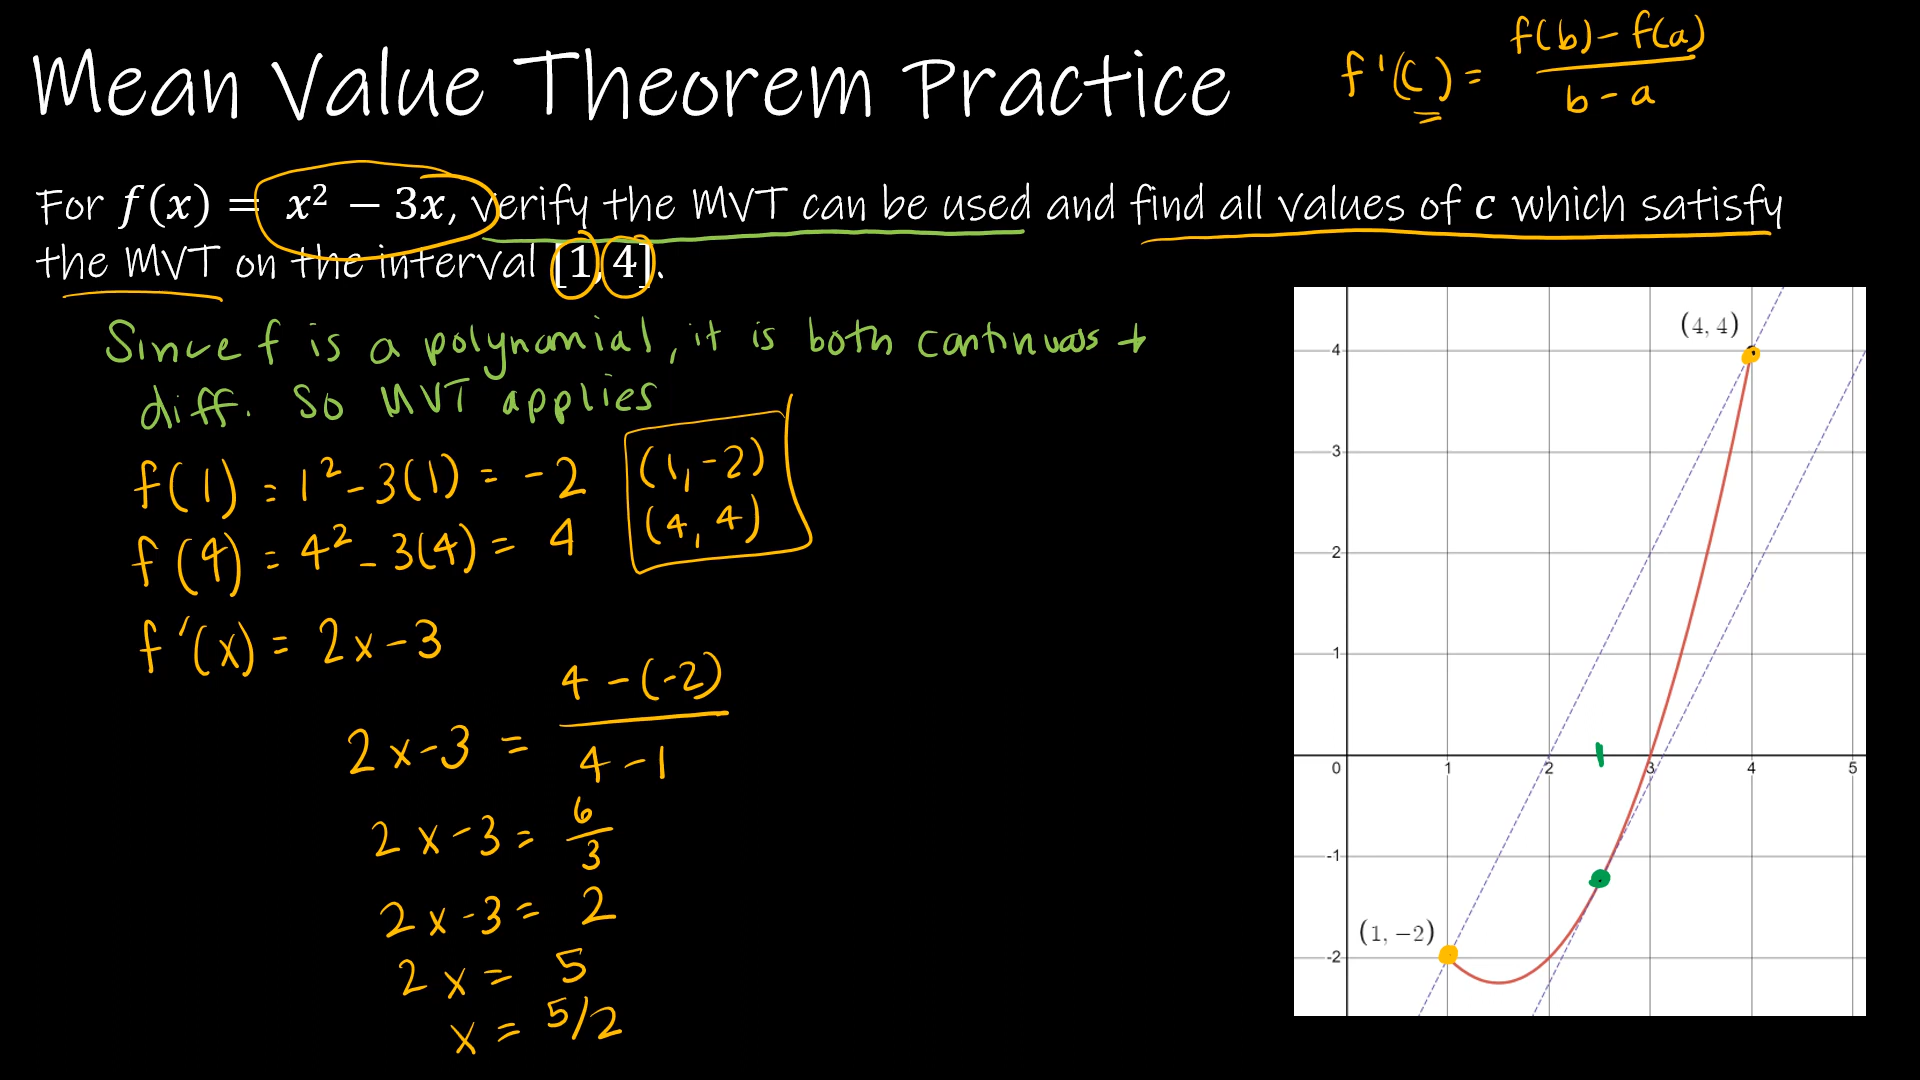 Mean Value Theorem Practice
f'(c) = f(b) - f(a) / b - a
For f(x) = x² − 3x, verify the MVT can be used and find all values of c which satisfy
the MVT on the interval [1, 4].
Since f is a polynomial, it is both continuous +
diff. So MVT applies
f(1) = 1² - 3(1) = -2
(1, -2)
f(4) = 4² - 3(4) = 4
(4, 4)
f'(x) = 2x - 3
2x - 3 = 4 - (-2) / 4 - 1
2x - 3 = 6/3
2x - 3 = 2
2x = 5
x = 5/2
(4, 4)
4
3
2
1
0 1 2 3 4 5
-1
(1, −2)
-2